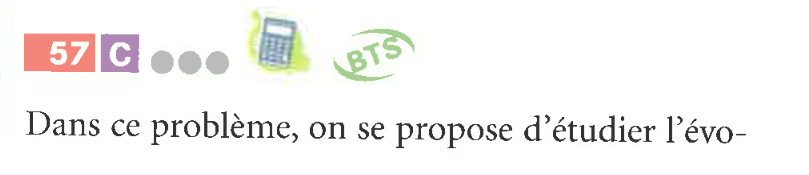 57 C BTS
Dans ce problème, on se propose d'étudier l'évo-